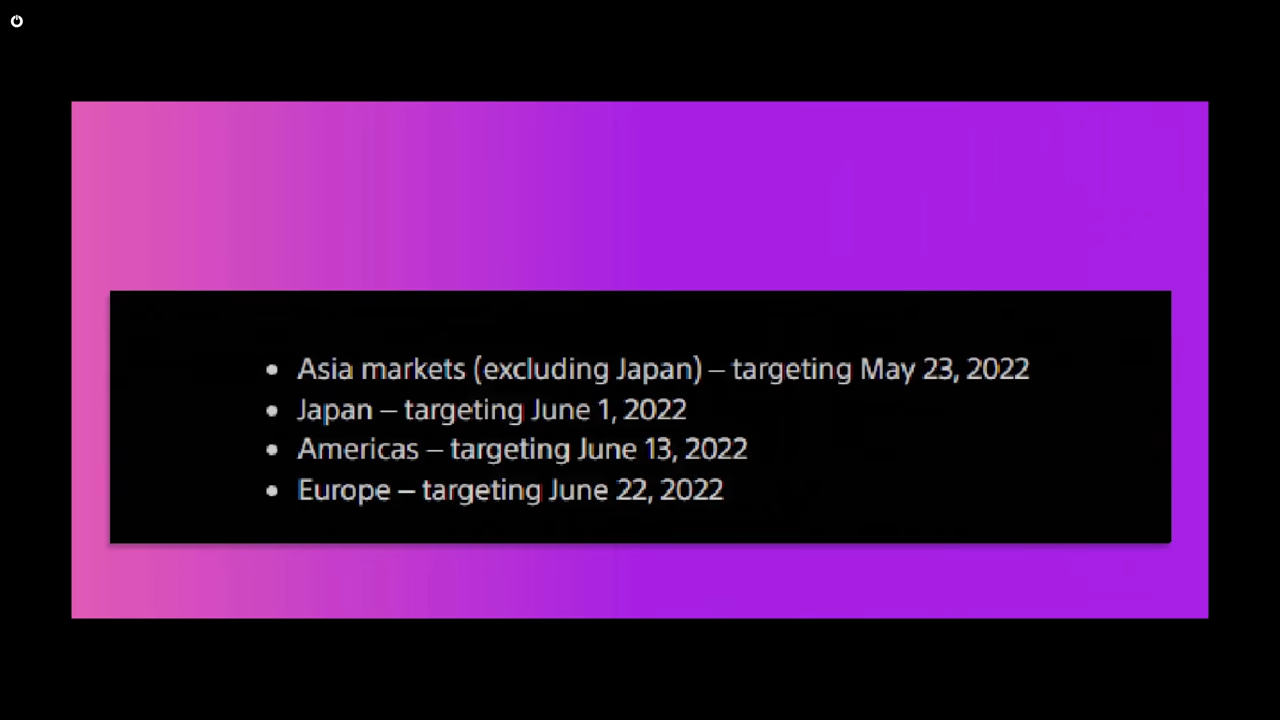 Asia markets (excluding Japan) – targeting May 23, 2022
Japan – targeting June 1, 2022
Americas – targeting June 13, 2022
Europe – targeting June 22, 2022